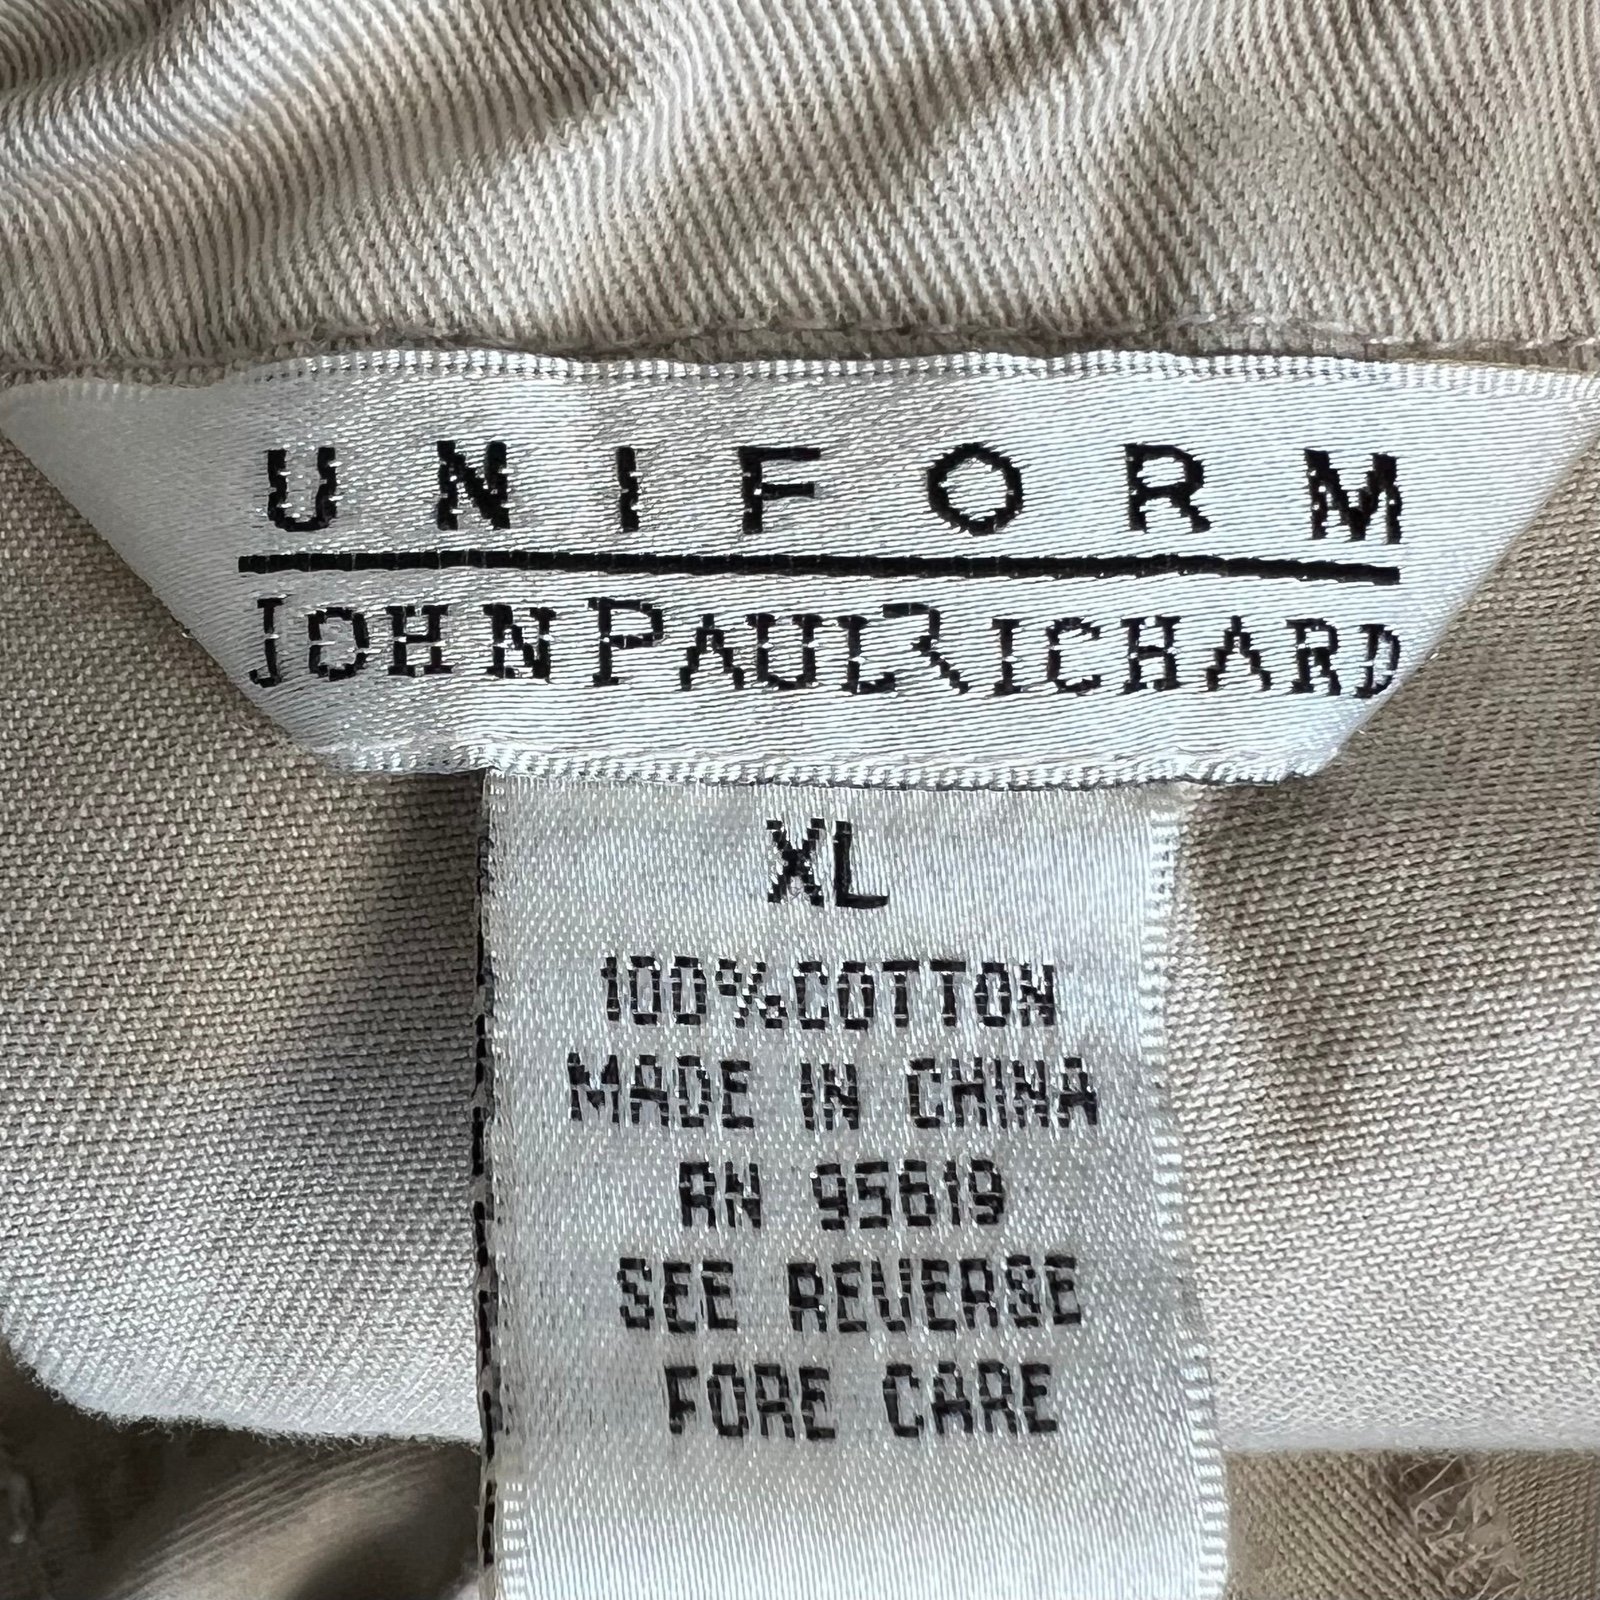 UNIFORM
JOHN PAUL RICHARD
XL
100%COTTON
MADE IN CHINA
RN 95619
SEE REVERSE
FORE CARE